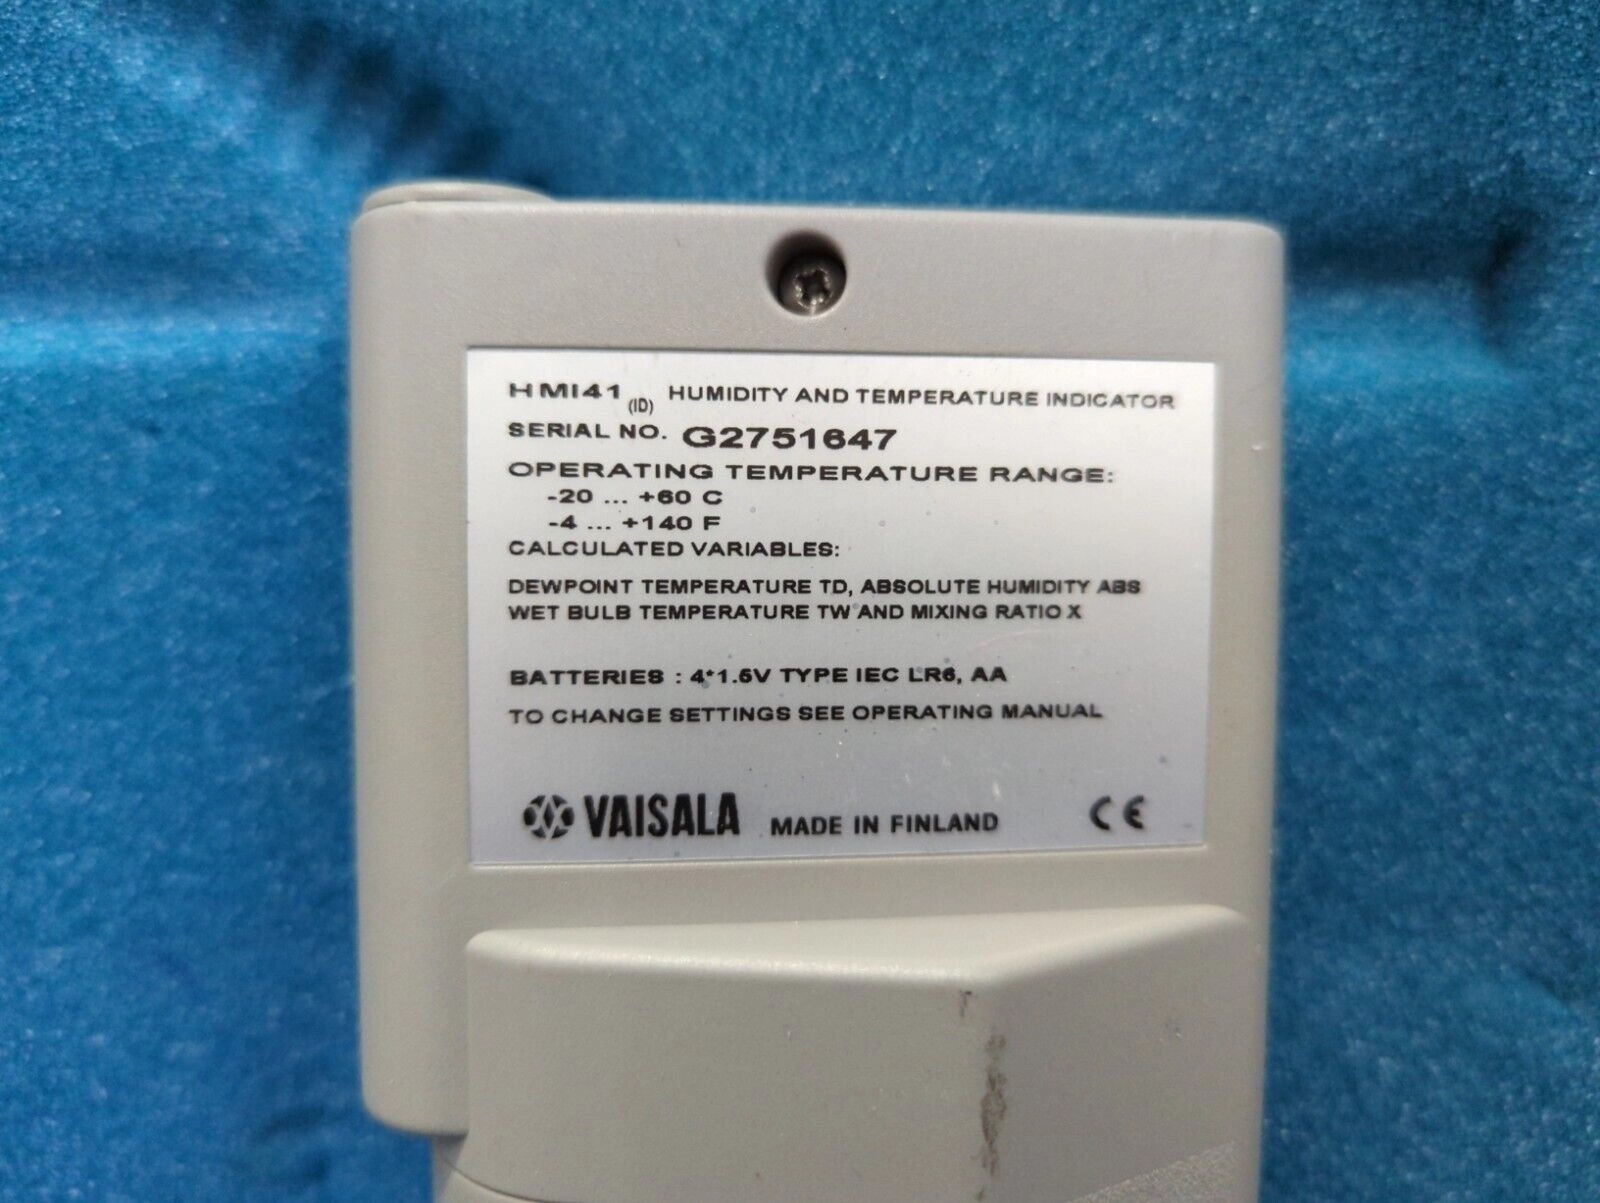 HMI41 (ID) HUMIDITY AND TEMPERATURE INDICATOR
SERIAL NO. G2751647
OPERATING TEMPERATURE RANGE:
-20 ... +60 C
-4 ... +140 F
CALCULATED VARIABLES:
DEWPOINT TEMPERATURE TD, ABSOLUTE HUMIDITY ABS
WET BULB TEMPERATURE TW AND MIXING RATIO X
BATTERIES : 4*1.5V TYPE IEC LR6, AA
TO CHANGE SETTINGS SEE OPERATING MANUAL
VAISALA MADE IN FINLAND CE